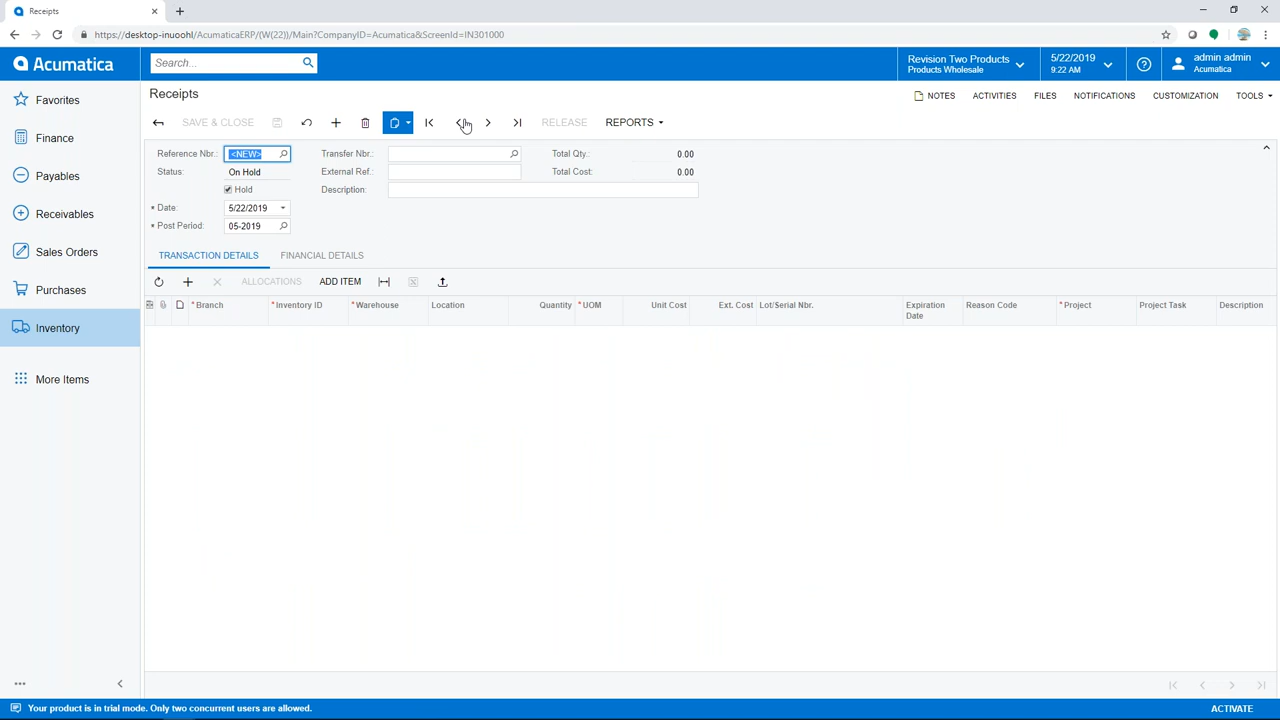 Receipts
https://desktop-inuoohl/AcumaticaERP/(W(22))/Main?CompanyID=Acumatica&ScreenId=IN301000
Acumatica
Search...
Revision Two Products
Products Wholesale
5/22/2019
9:22 AM
admin admin
Acumatica
Favorites
Finance
Payables
Receivables
Sales Orders
Purchases
Inventory
More Items
Receipts
NOTES ACTIVITIES FILES NOTIFICATIONS CUSTOMIZATION TOOLS
SAVE & CLOSE RELEASE REPORTS
Reference Nbr.: <NEW> Transfer Nbr.: Total Qty.: 0.00
Status: On Hold External Ref.: Total Cost: 0.00
Hold Description:
* Date: 5/22/2019
* Post Period: 05-2019
TRANSACTION DETAILS FINANCIAL DETAILS
ALLOCATIONS ADD ITEM
* Branch * Inventory ID * Warehouse Location Quantity * UOM Unit Cost Ext. Cost Lot/Serial Nbr. Expiration Date Reason Code * Project Project Task Description
Your product is in trial mode. Only two concurrent users are allowed. ACTIVATE